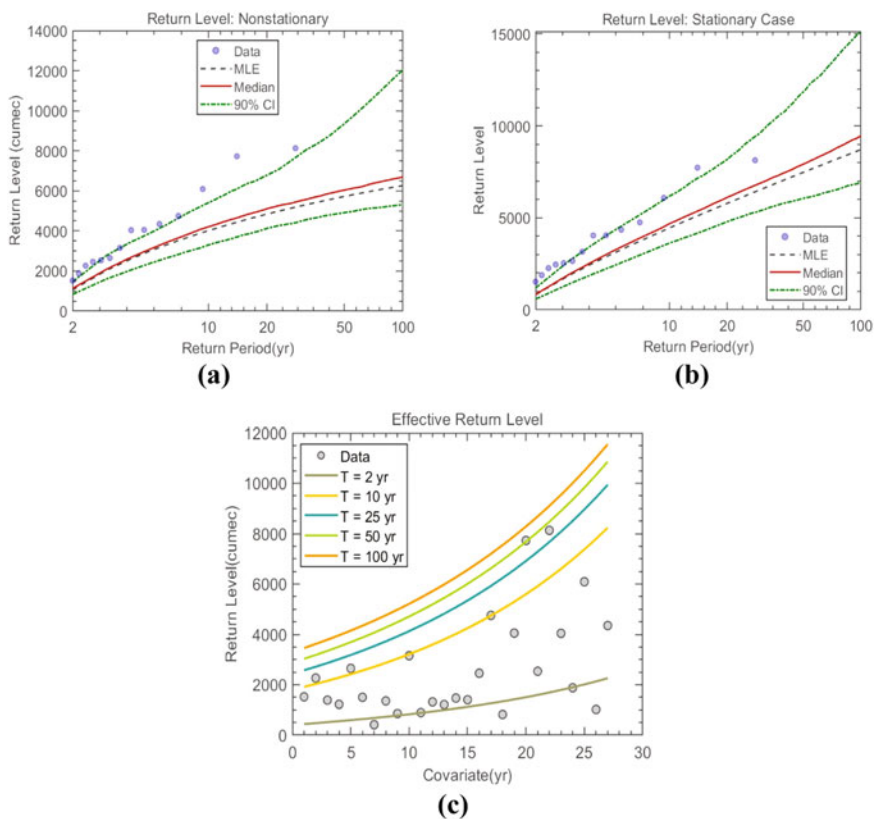 Return Level: Nonstationary
14000
12000
10000
8000
6000
4000
2000
0
Return Level (cumec)
Data
MLE
Median
90% CI
2
10
20
50
100
Return Period(yr)
(a)
Return Level: Stationary Case
15000
10000
5000
0
Return Level
Data
MLE
Median
90% CI
2
10
20
50
100
Return Period(yr)
(b)
Effective Return Level
12000
10000
8000
6000
4000
2000
0
Return Level(cumec)
Data
T = 2 yr
T = 10 yr
T = 25 yr
T = 50 yr
T = 100 yr
0
5
10
15
20
25
30
Covariate(yr)
(c)